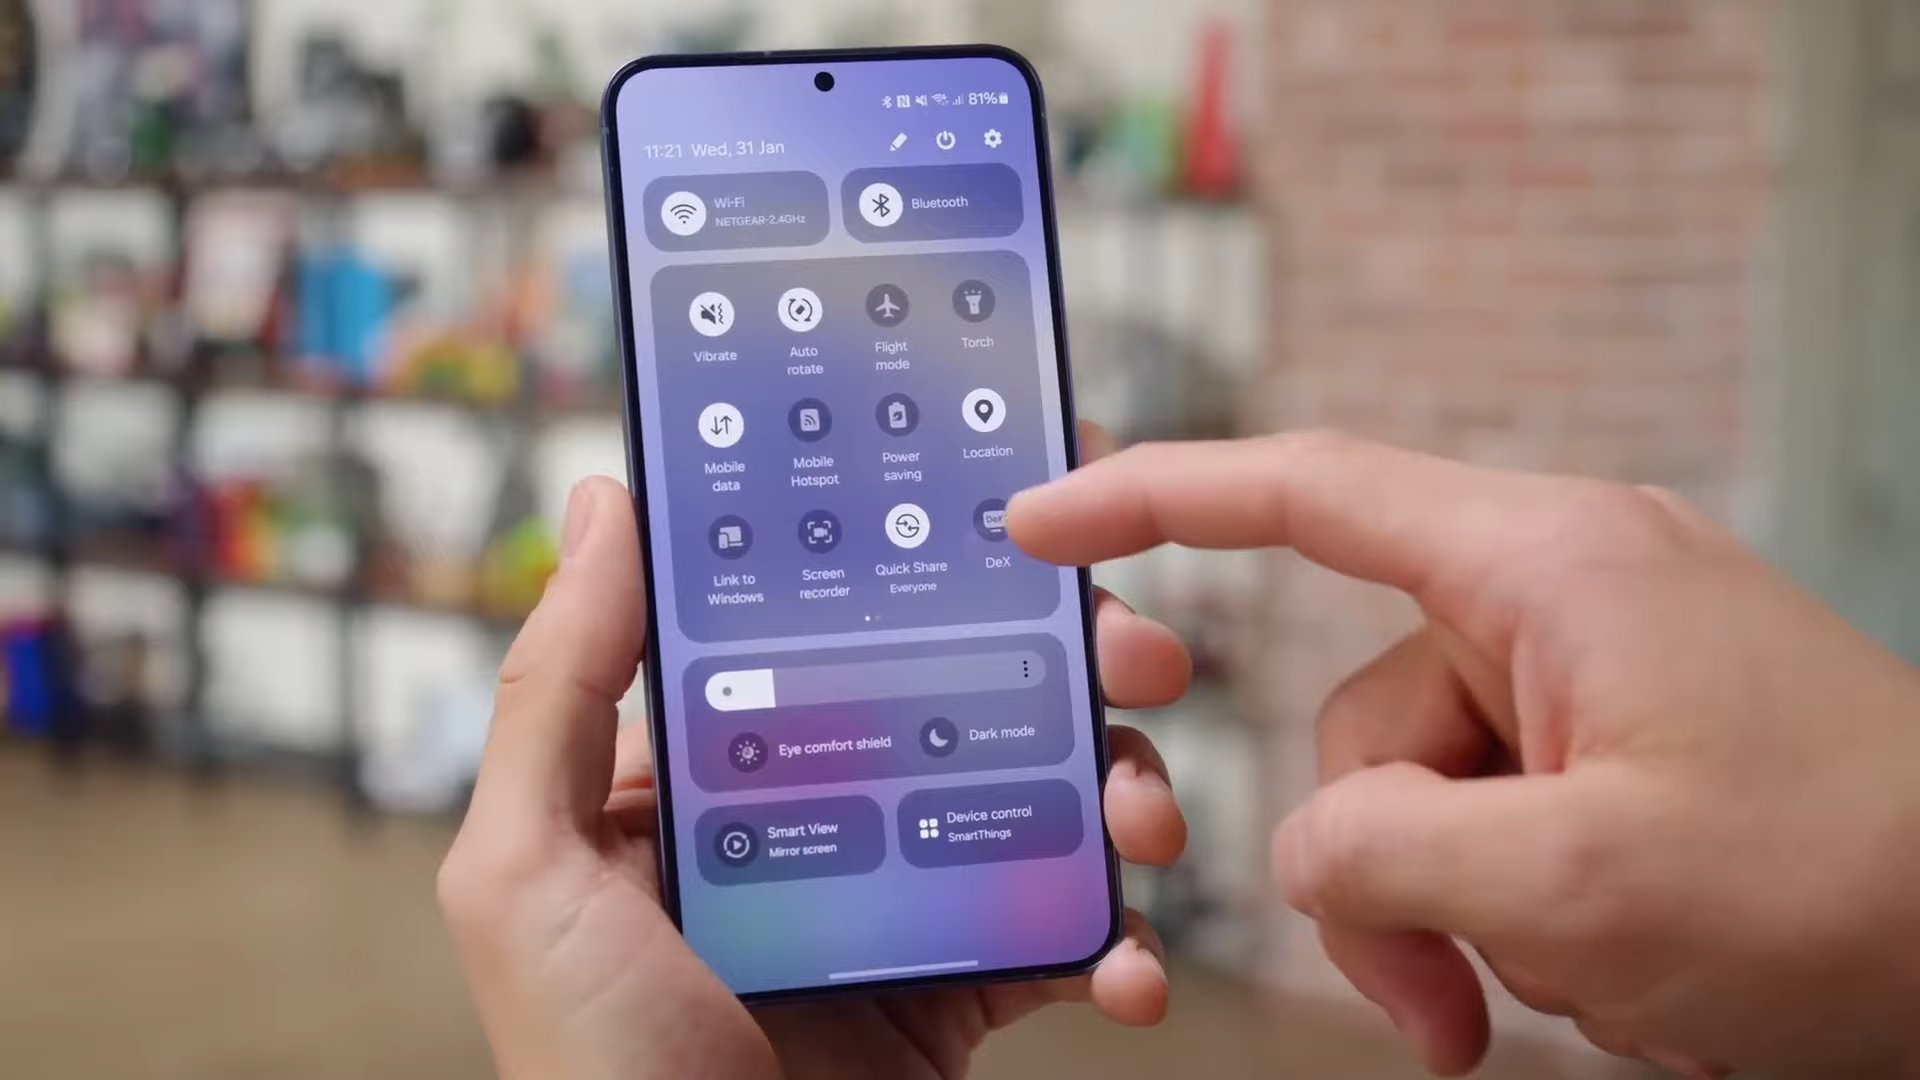 81%
11:21 Wed, 31 Jan
Wi-Fi
NETGEAR-2.4GHz
Bluetooth
Vibrate
Auto
rotate
Flight
mode
Torch
Mobile
data
Mobile
Hotspot
Power
saving
Location
Link to
Windows
Screen
recorder
Quick Share
Everyone
DeX
DeX
Eye comfort shield
Dark mode
Smart View
Mirror screen
Device control
SmartThings